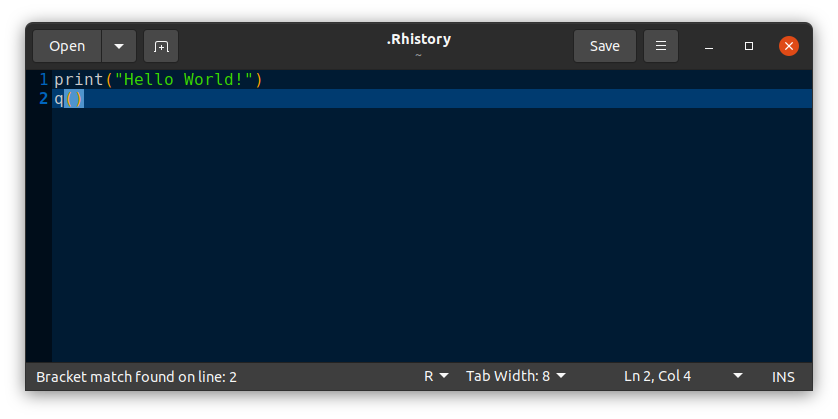 Open
.Rhistory
~
Save
1 print("Hello World!")
2 q()
Bracket match found on line: 2
R
Tab Width: 8
Ln 2, Col 4
INS